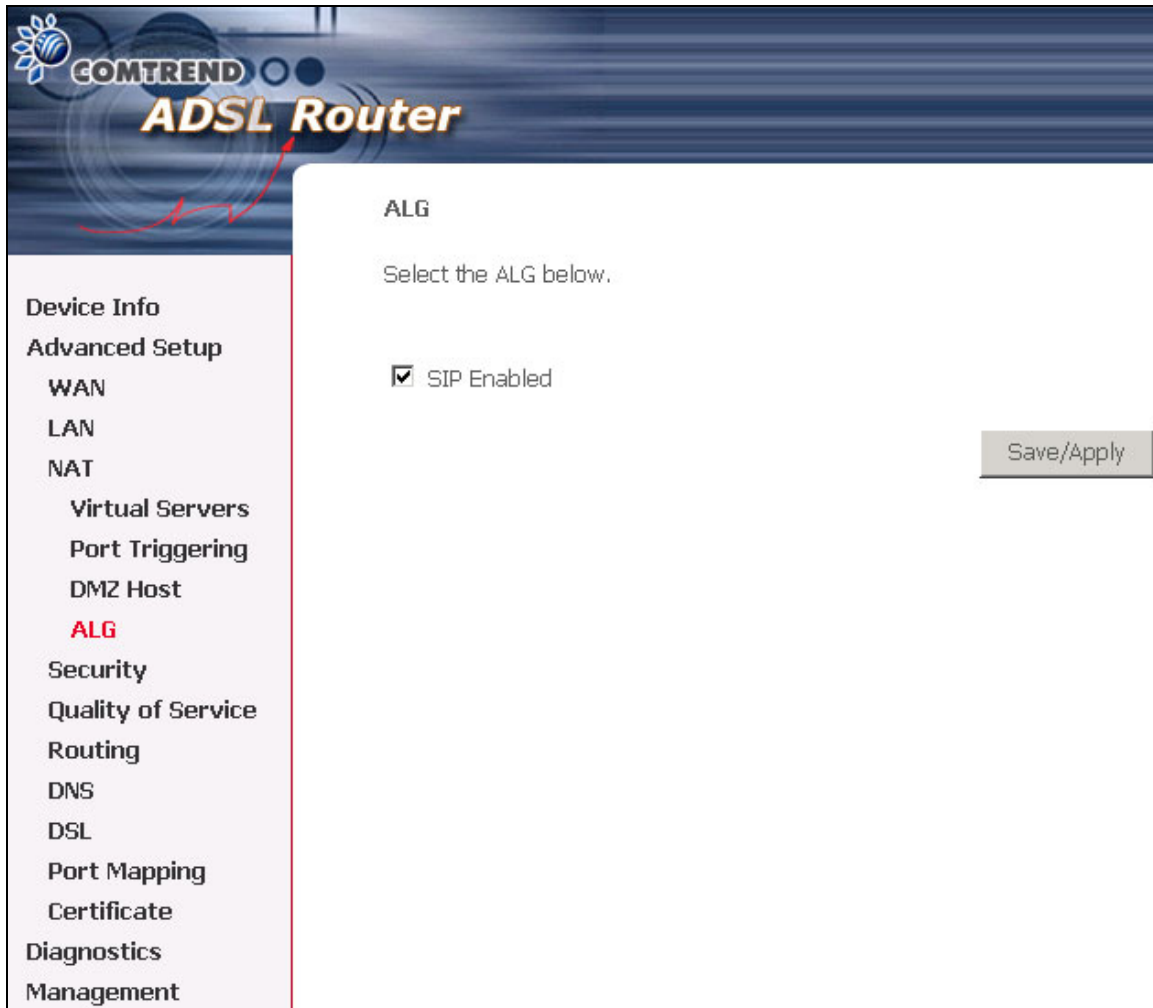 COMTREND
ADSL Router
Device Info
Advanced Setup
WAN
LAN
NAT
Virtual Servers
Port Triggering
DMZ Host
ALG
Security
Quality of Service
Routing
DNS
DSL
Port Mapping
Certificate
Diagnostics
Management
ALG
Select the ALG below.
SIP Enabled
Save/Apply